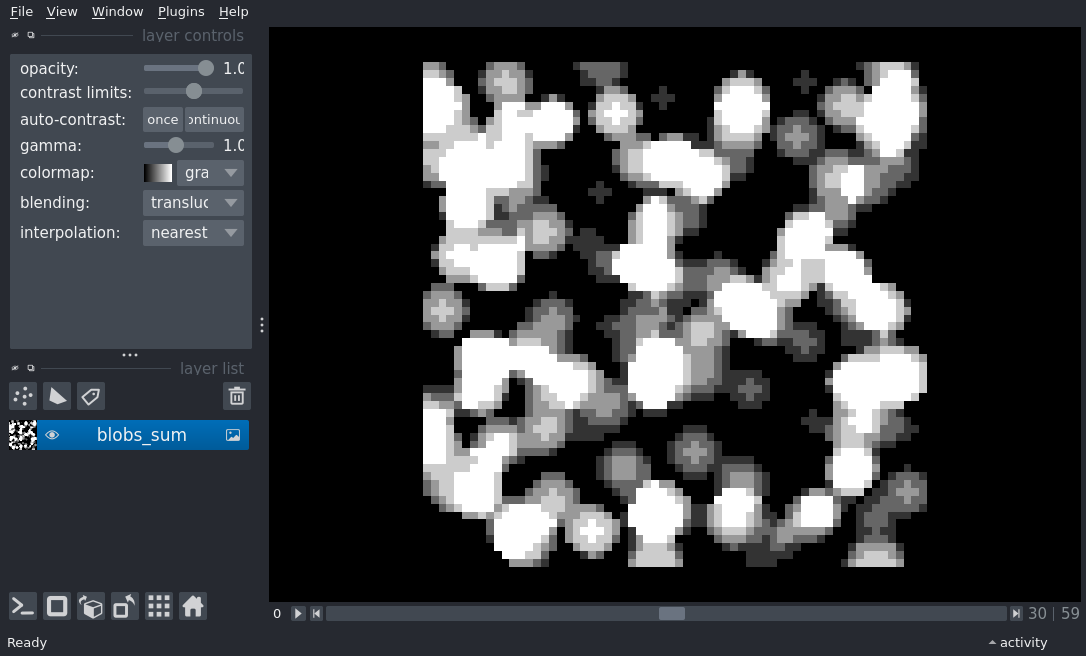 File View Window Plugins Help
layer controls
opacity: 1.0
contrast limits:
auto-contrast: once ontinuou
gamma: 1.0
colormap: gra
blending: transluc
interpolation: nearest
layer list
blobs_sum
0 30 | 59
Ready activity